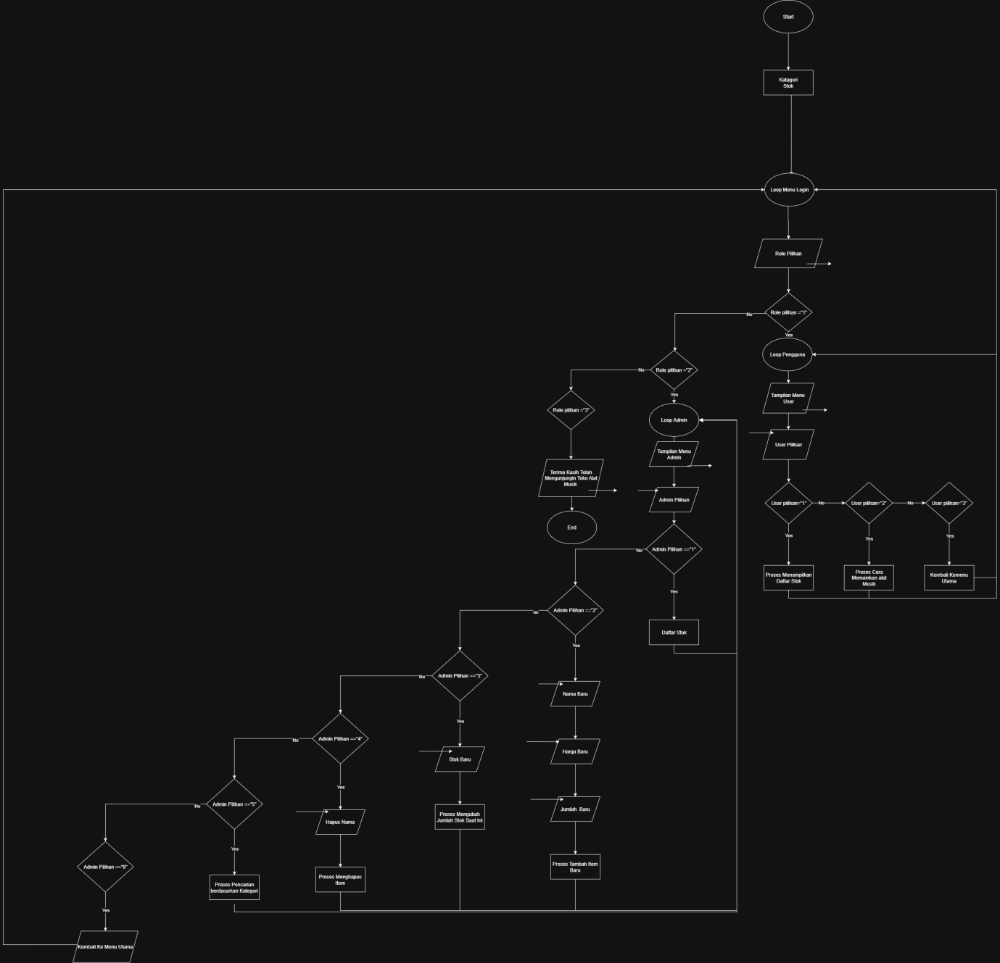 Start
Katagori
Stok
Loop Menu Login
Role Pilihan
Role pilihan ="1"
No
Yes
Loop Pengguna
Role pilihan ="2"
No
Yes
Tampilan Menu
User
Role pilihan ="3"
Loop Admin
User Pilihan
Tampilan Menu
Admin
Terima Kasih Telah
Mengunjungin Toko Alat
Musik
Admin Pilihan
User pilihan="1"
No
User pilihan="2"
No
User pilihan="3"
End
Yes
Yes
Yes
Admin Pilihan =="1"
No
Proses Menampilkan
Daftar Stok
Proses Cara
Memainkan alat
Musik
Kembali Kemenu
Utama
Yes
Admin Pilihan =="2"
no
Daftar Stok
Yes
Admin Pilihan =="3"
No
Nama Baru
Yes
Admin Pilihan =="4"
No
Harga Baru
Stok Baru
Yes
Admin Pilihan =="5"
No
Jumlah  Baru
Proses Mengubah
Jumlah Stok Saat Ini
Hapus Nama
Yes
Admin Pilihan =="6"
Proses Tambah Item
Baru
Proses Menghapus
Item
Proses Pencarian
berdasarkan Kategori
Yes
Kembali Ke Menu Utama